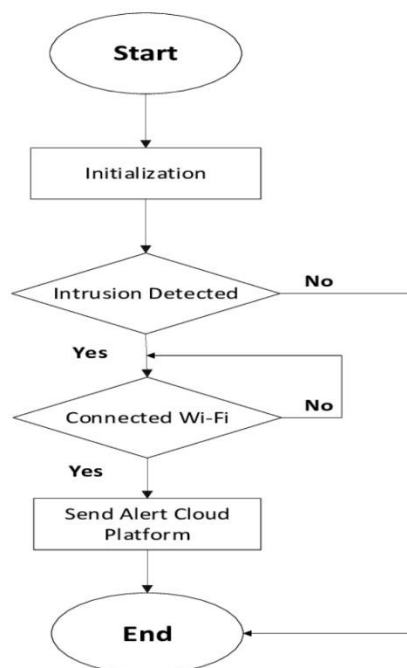 Start
Initialization
Intrusion Detected
No
Yes
Connected Wi-Fi
No
Yes
Send Alert Cloud
Platform
End